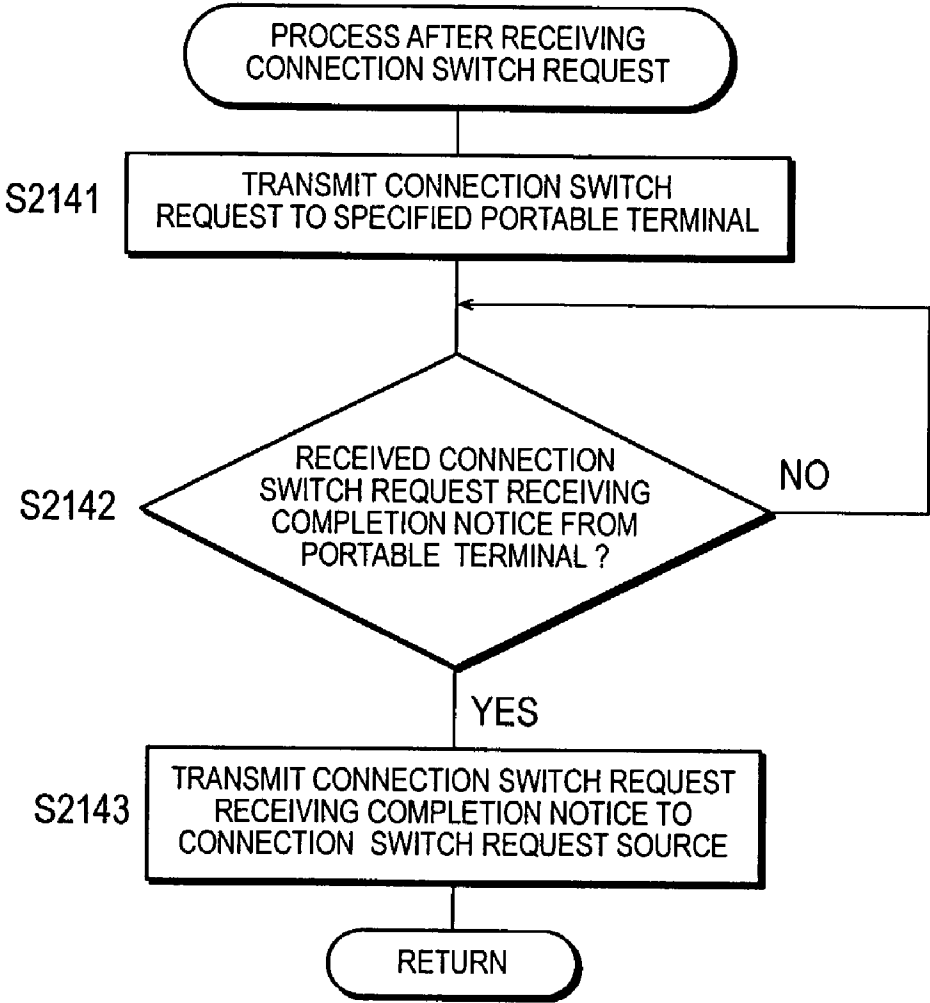 PROCESS AFTER RECEIVING
CONNECTION SWITCH REQUEST
S2141
TRANSMIT CONNECTION SWITCH
REQUEST TO SPECIFIED PORTABLE TERMINAL
S2142
RECEIVED CONNECTION
SWITCH REQUEST RECEIVING
COMPLETION NOTICE FROM
PORTABLE TERMINAL ?
NO
YES
S2143
TRANSMIT CONNECTION SWITCH REQUEST
RECEIVING COMPLETION NOTICE TO
CONNECTION SWITCH REQUEST SOURCE
RETURN